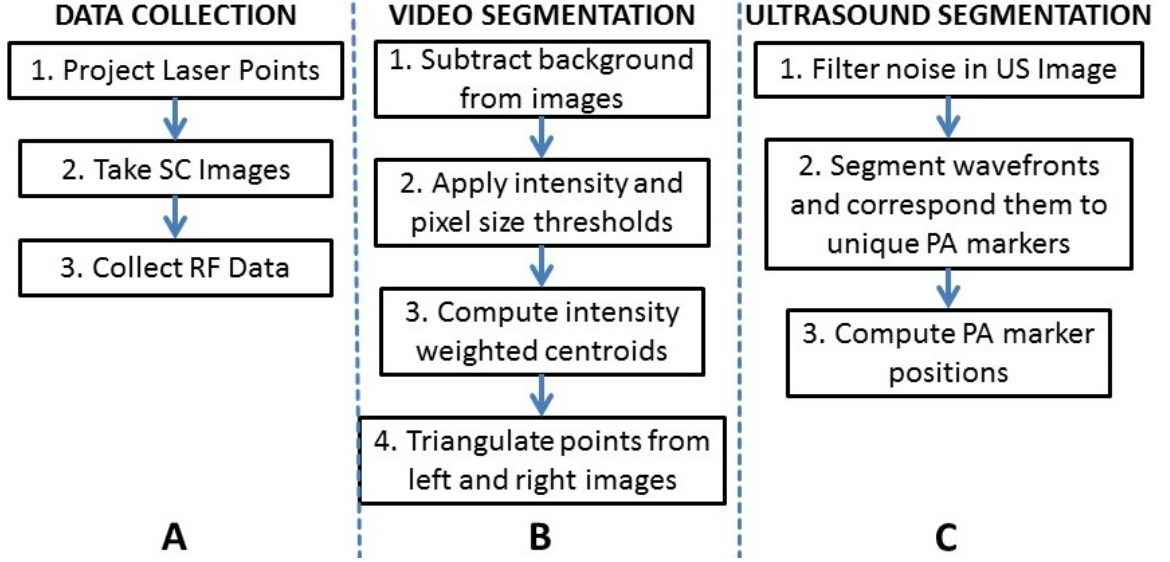 DATA COLLECTION
1. Project Laser Points
2. Take SC Images
3. Collect RF Data
A
VIDEO SEGMENTATION
1. Subtract background
from images
2. Apply intensity and
pixel size thresholds
3. Compute intensity
weighted centroids
4. Triangulate points from
left and right images
B
ULTRASOUND SEGMENTATION
1. Filter noise in US Image
2. Segment wavefronts
and correspond them to
unique PA markers
3. Compute PA marker
positions
C